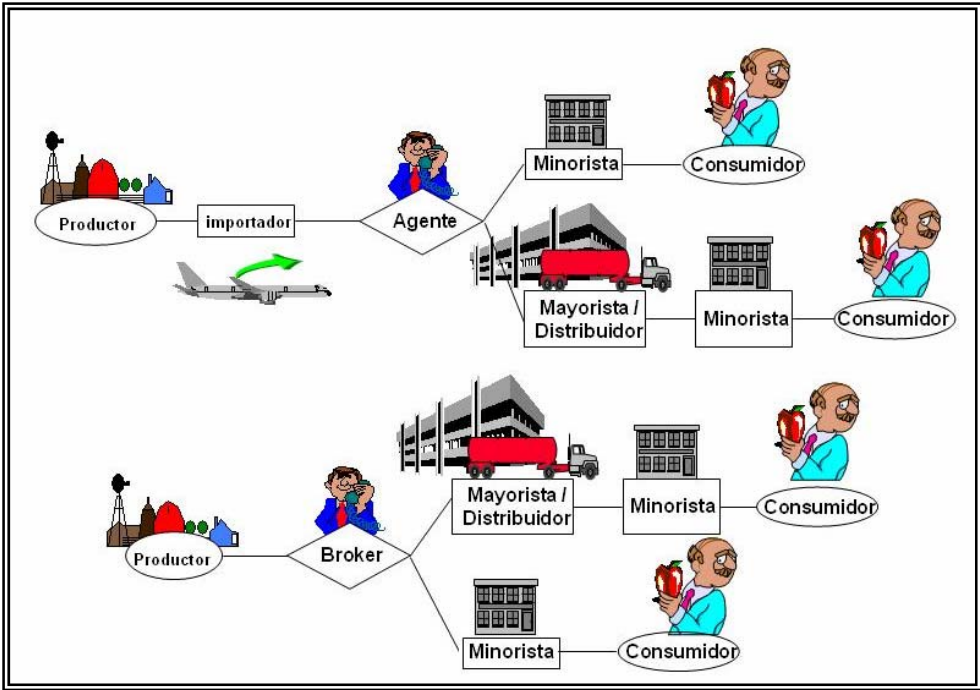 Minorista
Consumidor
Productor
importador
Agente
Mayorista /
Distribuidor
Minorista
Consumidor
Mayorista /
Distribuidor
Minorista
Consumidor
Productor
Broker
Minorista
Consumidor